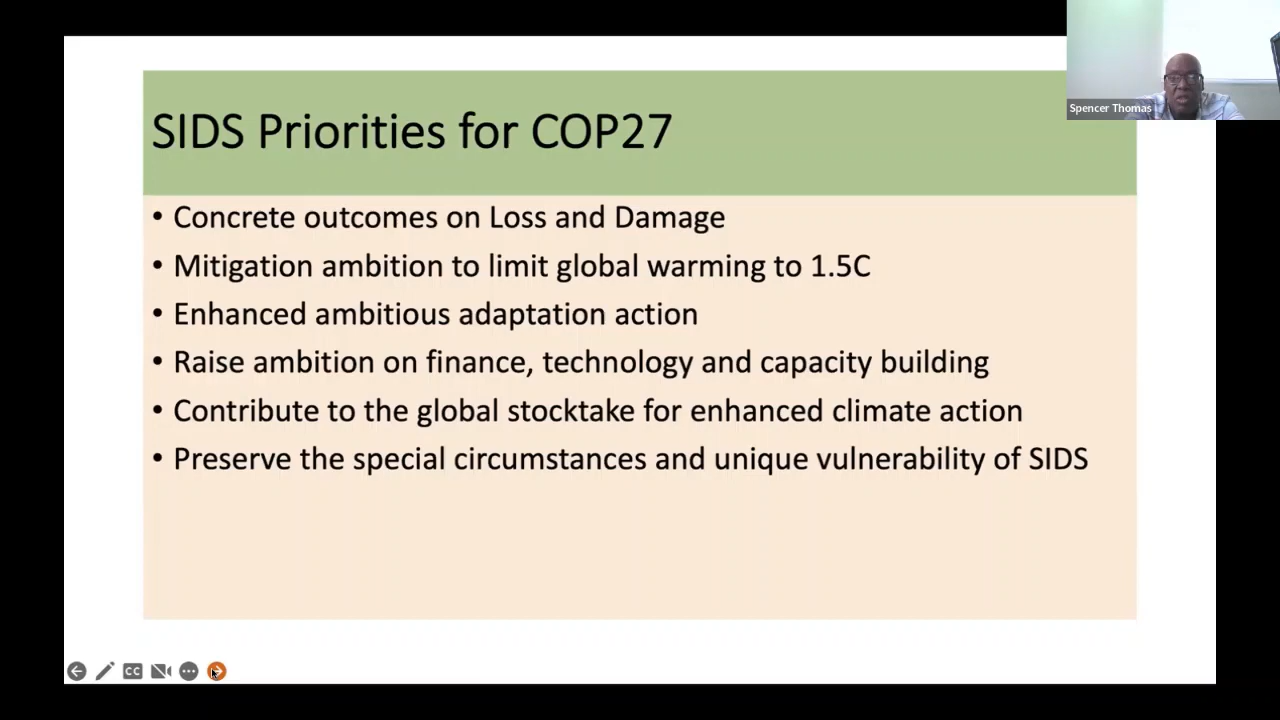 Spencer Thomas
SIDS Priorities for COP27
• Concrete outcomes on Loss and Damage
• Mitigation ambition to limit global warming to 1.5C
• Enhanced ambitious adaptation action
• Raise ambition on finance, technology and capacity building
• Contribute to the global stocktake for enhanced climate action
• Preserve the special circumstances and unique vulnerability of SIDS
CC